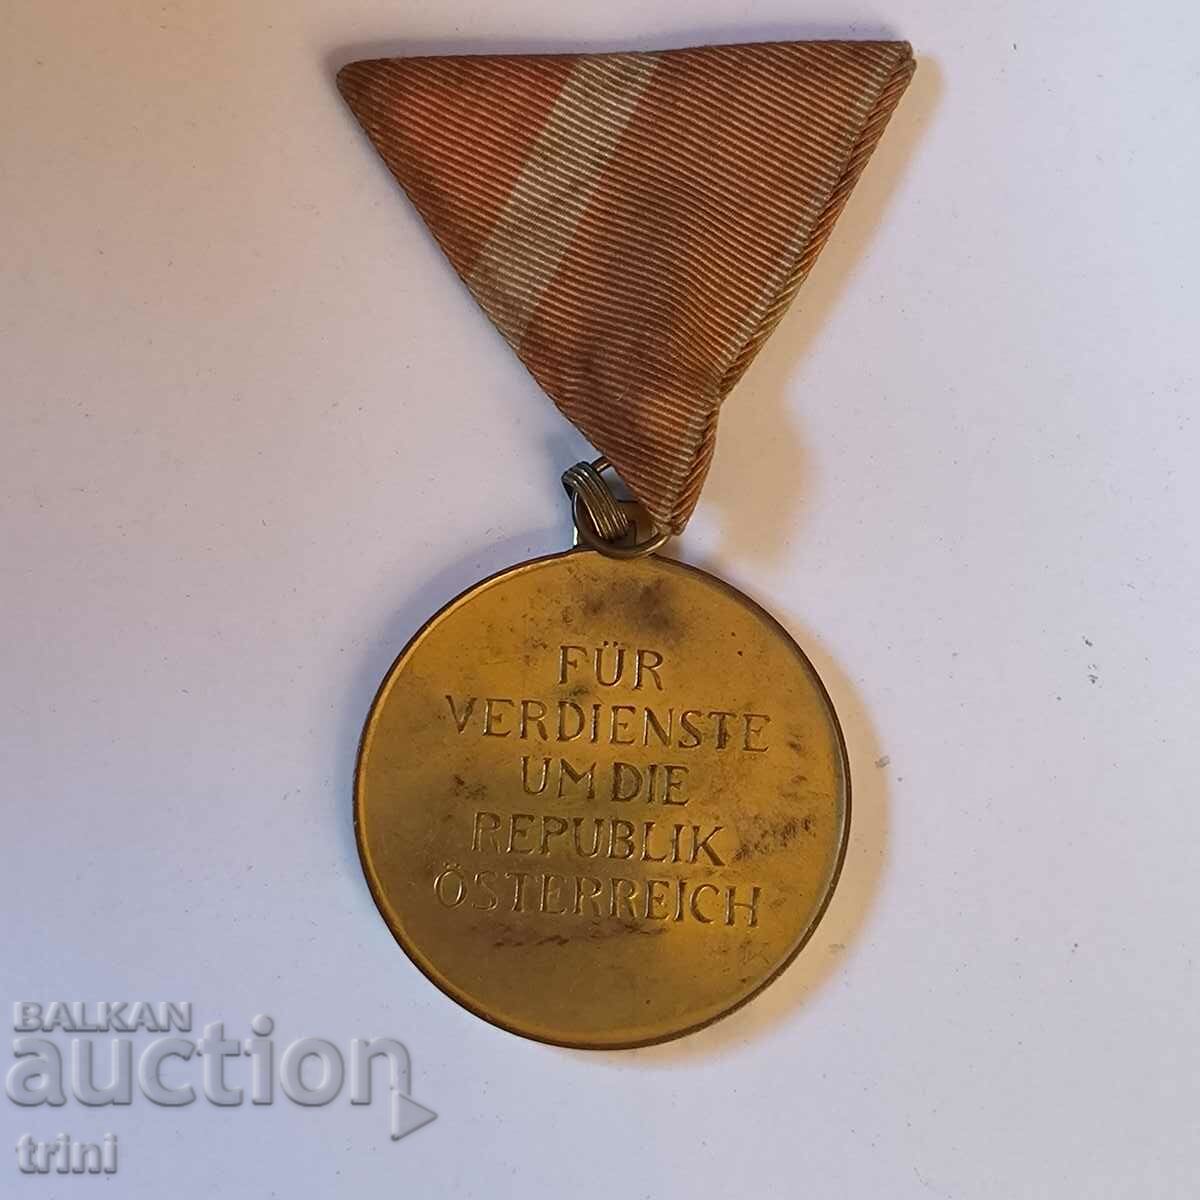 FÜR
VERDIENSTE
UM DIE
REPUBLIK
ÖSTERREICH
BALKAN
auction
trini